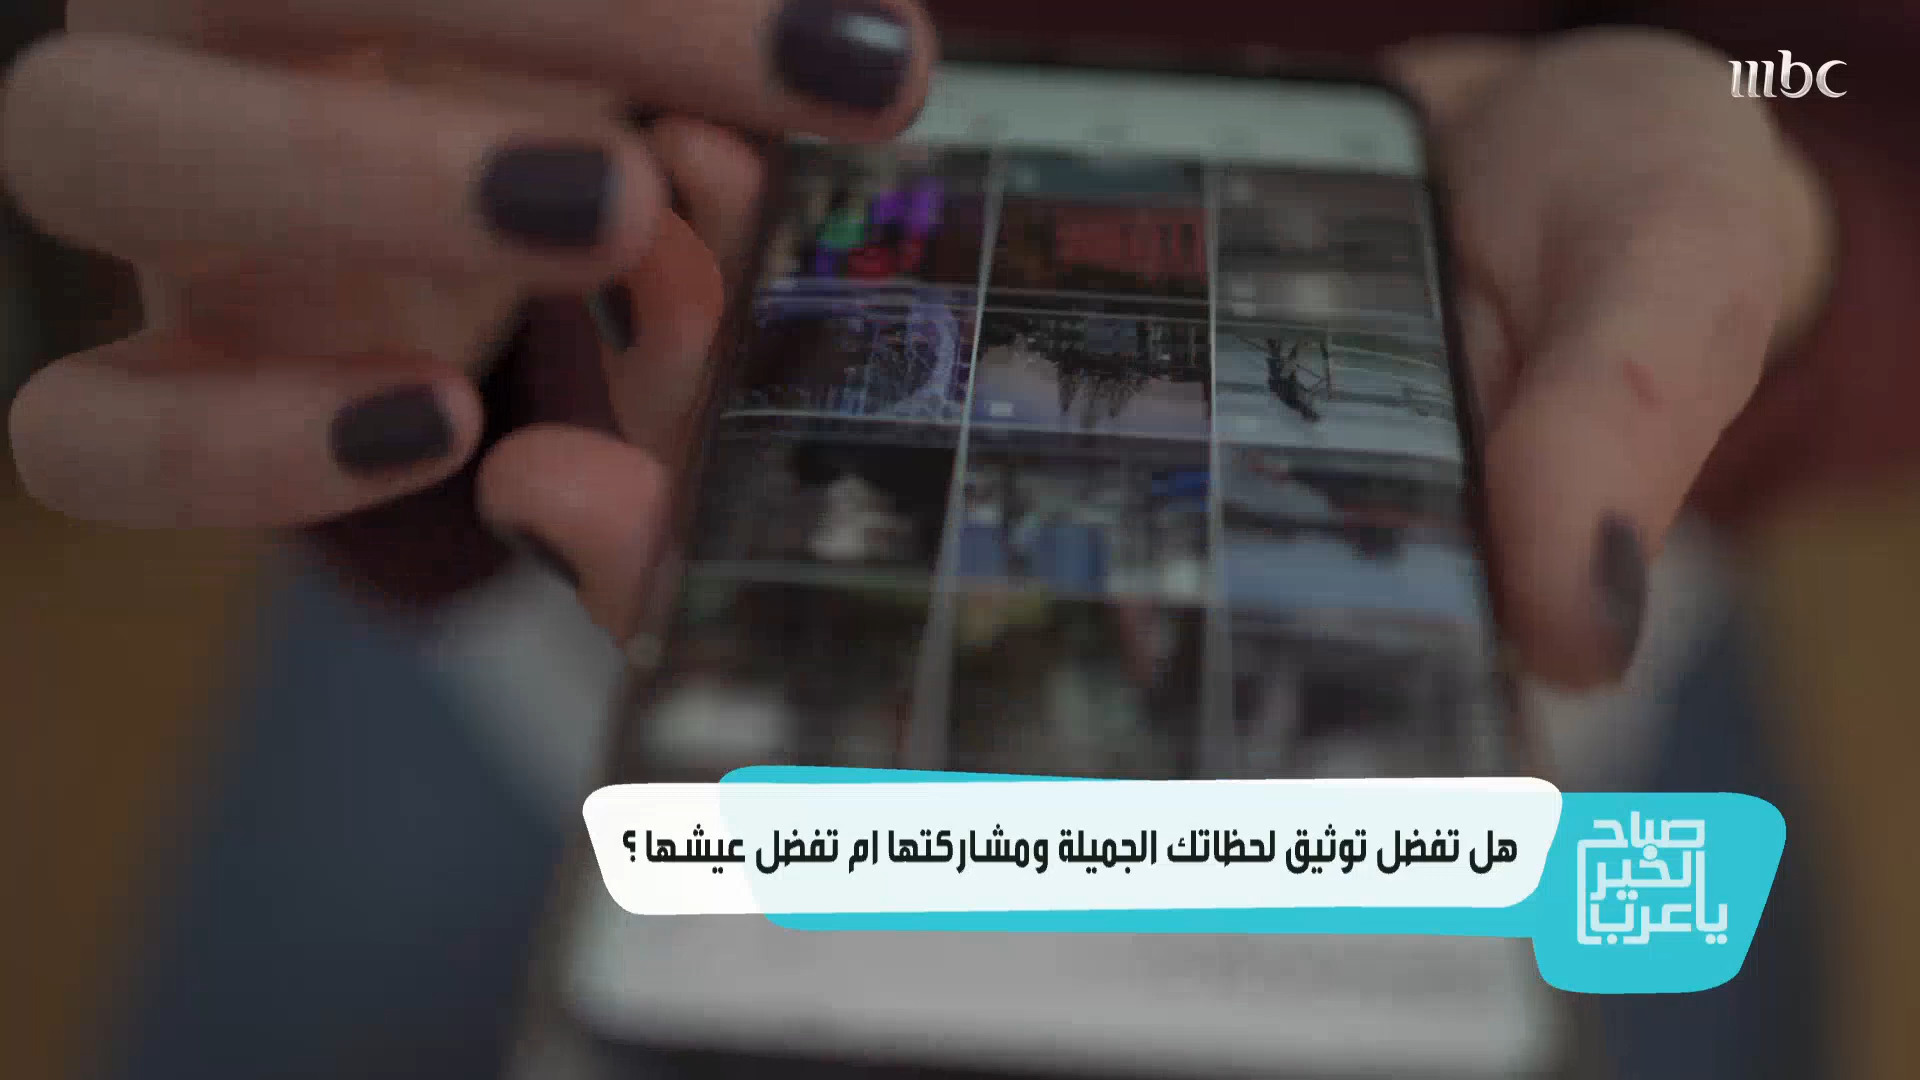 mbc
هل تفضل توثيق لحظاتك الجميلة ومشاركتها ام تفضل عيشها ؟
صباح
الخير
ياعرب